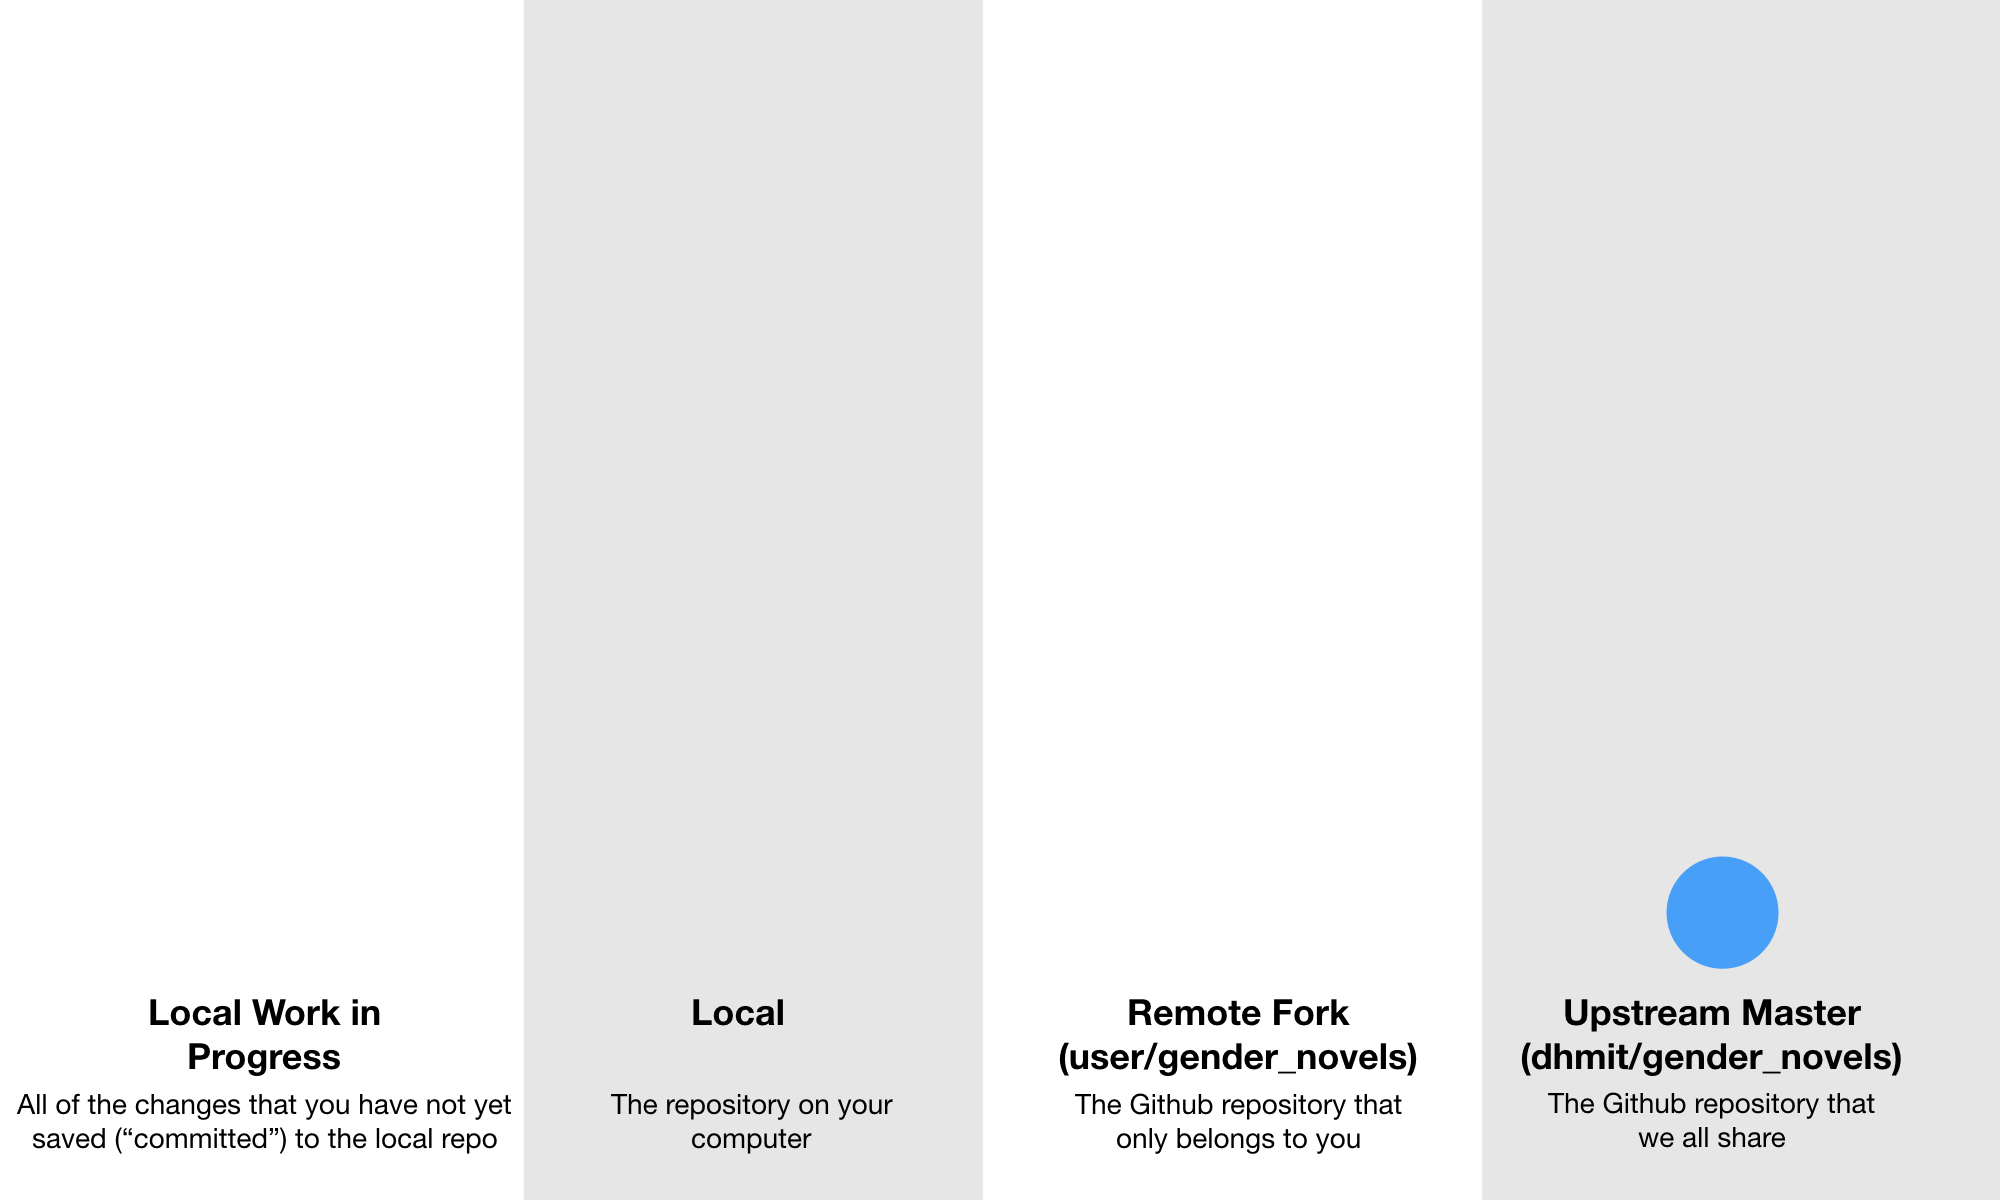 Local Work in
Progress
All of the changes that you have not yet
saved (“committed”) to the local repo
Local
The repository on your
computer
Remote Fork
(user/gender_novels)
The Github repository that
only belongs to you
Upstream Master
(dhmit/gender_novels)
The Github repository that
we all share